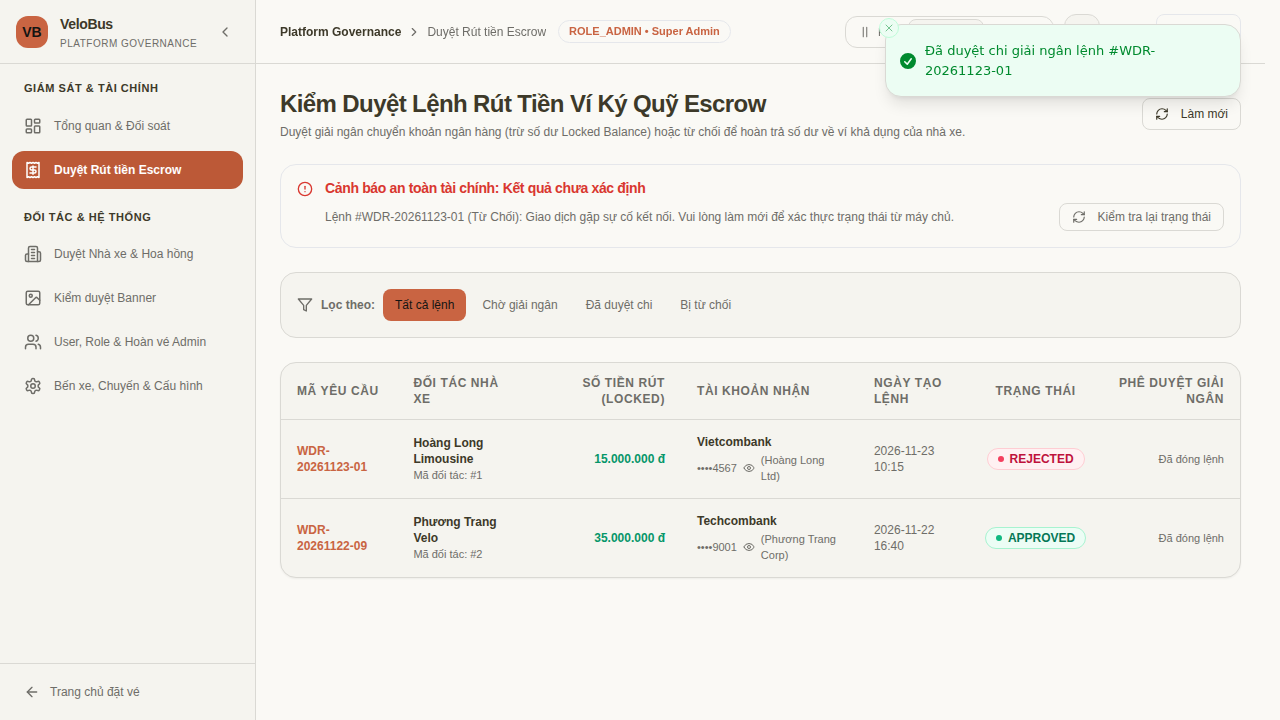 VB
VeloBus
PLATFORM GOVERNANCE
GIÁM SÁT & TÀI CHÍNH
Tổng quan & Đối soát
Duyệt Rút tiền Escrow
ĐỐI TÁC & HỆ THỐNG
Duyệt Nhà xe & Hoa hồng
Kiểm duyệt Banner
User, Role & Hoàn vé Admin
Bến xe, Chuyến & Cấu hình
Trang chủ đặt vé
Platform Governance > Duyệt Rút tiền Escrow
ROLE_ADMIN • Super Admin
Đã duyệt chi giải ngân lệnh #WDR-
20261123-01
Kiểm Duyệt Lệnh Rút Tiền Ví Ký Quỹ Escrow
Duyệt giải ngân chuyển khoản ngân hàng (trừ số dư Locked Balance) hoặc từ chối để hoàn trả số dư về ví khả dụng của nhà xe.
Làm mới
Cảnh báo an toàn tài chính: Kết quả chưa xác định
Lệnh #WDR-20261123-01 (Từ Chối): Giao dịch gặp sự cố kết nối. Vui lòng làm mới để xác thực trạng thái từ máy chủ.
Kiểm tra lại trạng thái
Lọc theo:
Tất cả lệnh
Chờ giải ngân
Đã duyệt chi
Bị từ chối
MÃ YÊU CẦU
ĐỐI TÁC NHÀ
XE
SỐ TIỀN RÚT
(LOCKED)
TÀI KHOẢN NHẬN
NGÀY TẠO
LỆNH
TRẠNG THÁI
PHÊ DUYỆT GIẢI
NGÂN
WDR-
20261123-01
Hoàng Long
Limousine
Mã đối tác: #1
15.000.000 đ
Vietcombank
••••4567
(Hoàng Long
Ltd)
2026-11-23
10:15
REJECTED
Đã đóng lệnh
WDR-
20261122-09
Phương Trang
Velo
Mã đối tác: #2
35.000.000 đ
Techcombank
••••9001
(Phương Trang
Corp)
2026-11-22
16:40
APPROVED
Đã đóng lệnh